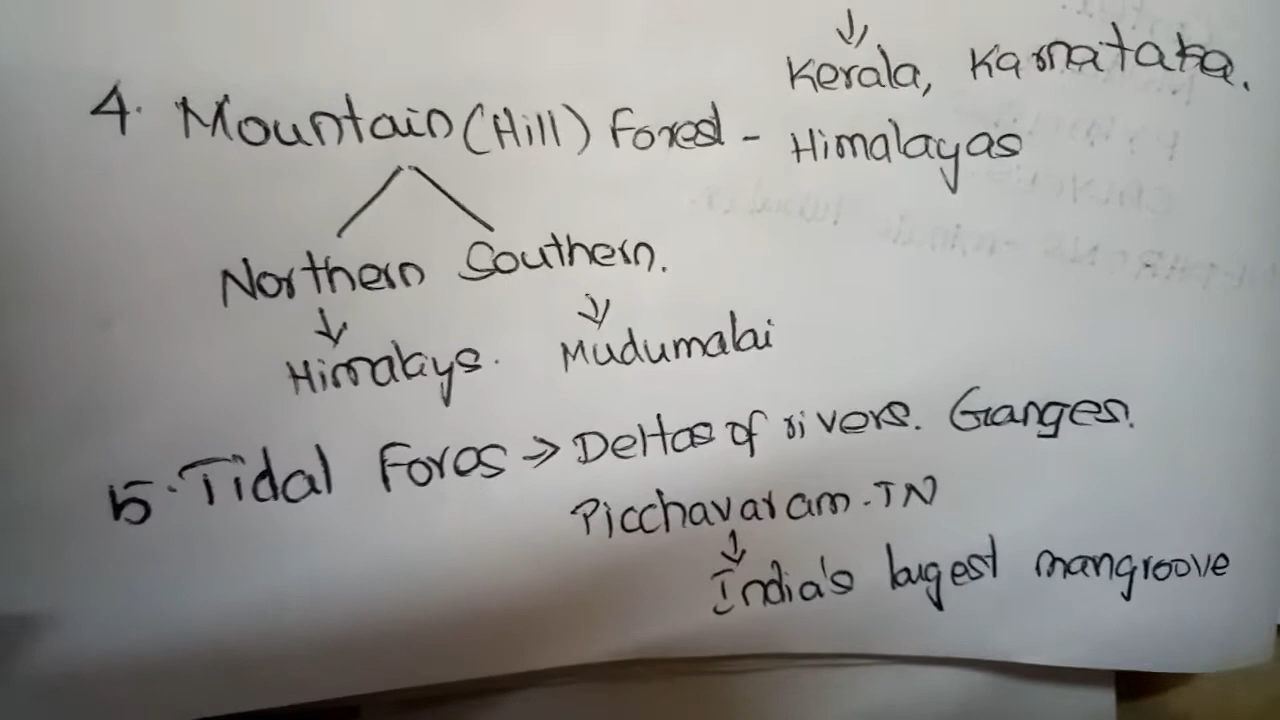 ↓
Kerala, Karnataka.
4. Mountain (Hill) Forest - Himalayas
Northern Southern.
↓ ↓
Himalays. Mudumalai
5. Tidal Fores → Deltas of rivers. Ganges.
Picchavaram - TN
↓
India's largest mangroove